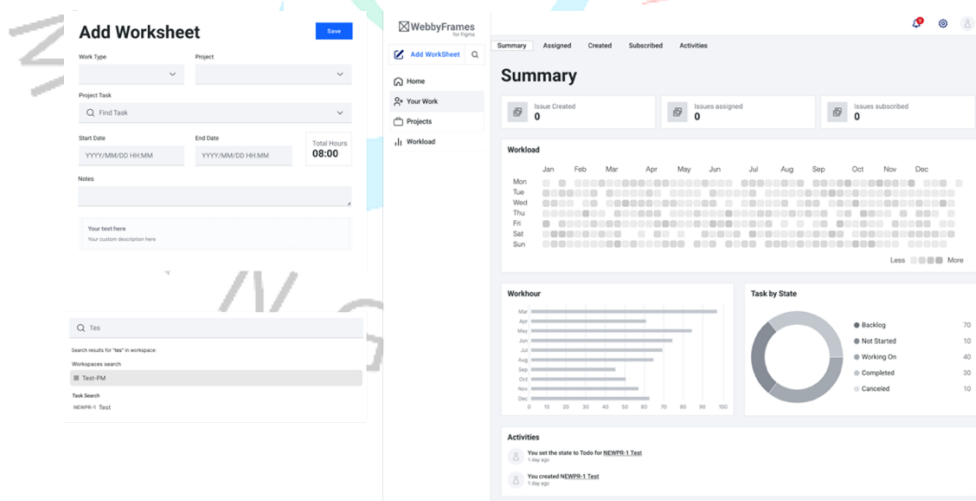 Add Worksheet
Save
Work Type
Project
Project Task
Find Task
Start Date
End Date
YYYY/MM/DD HH:MM
YYYY/MM/DD HH:MM
Total Hours
08:00
Notes
Your text here
Your custom description here
Tes
Search results for "tes" in workspace:
Workspaces search
Test-PM
Task Search
NEWPR-1 Test
WebbyFrames
for Figma
Add WorkSheet
Home
Your Work
Projects
Workload
Summary Assigned Created Subscribed Activities
Summary
Issue Created
0
Issues assigned
0
Issues subscribed
0
Workload
Jan Feb Mar Apr May Jun Jul Aug Sep Oct Nov Dec
Mon
Tue
Wed
Thu
Fri
Sat
Sun
Less More
Workhour
Mar
Apr
May
Jun
Jul
Aug
Sep
Oct
Nov
Dec
0 10 20 30 40 50 60 70 80 90 100
Task by State
Backlog 70
Not Started 10
Working On 40
Completed 30
Canceled 10
Activities
You set the state to Todo for NEWPR-1 Test
1 day ago
You created NEWPR-1 Test
1 day ago